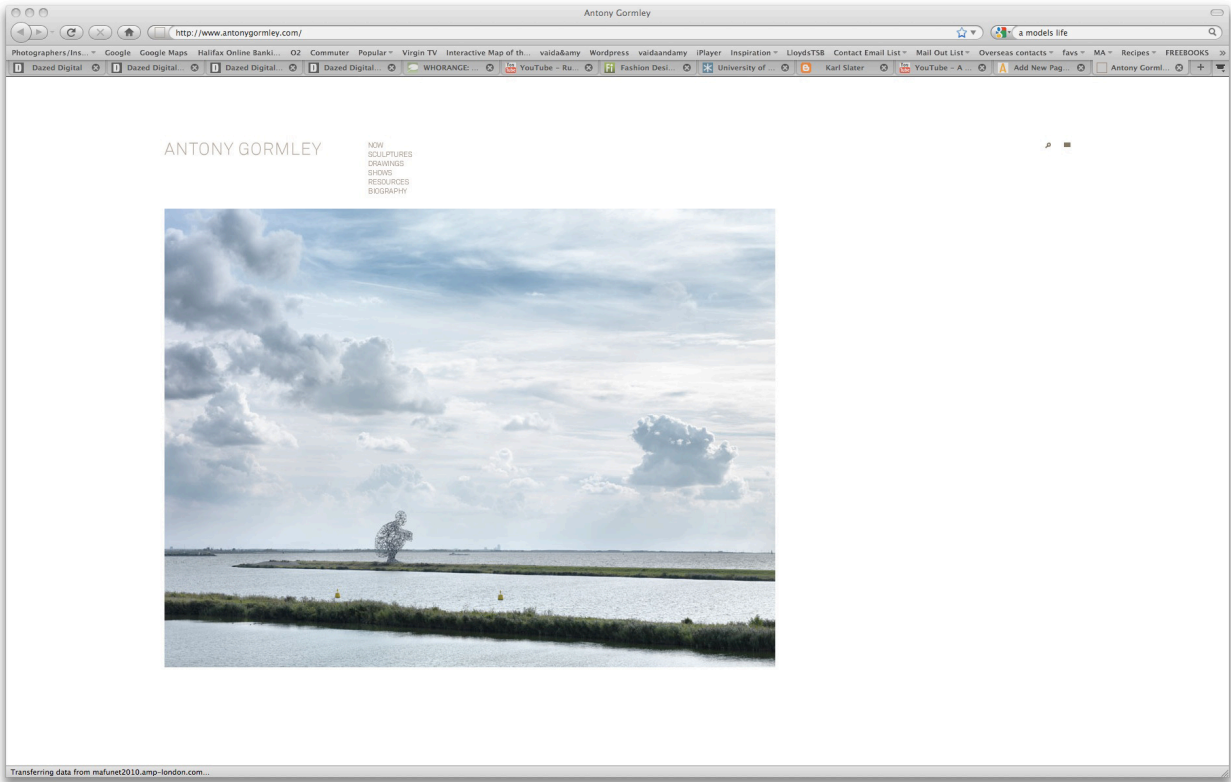 Antony Gormley
http://www.antonygormley.com/
a models life
Photographers/Ins... Google Google Maps Halifax Online Banki... O2 Commuter Popular Virgin TV Interactive Map of th... vaida&amy Wordpress vaidaandamy iPlayer Inspiration LloydsTSB Contact Email List Mail Out List Overseas contacts favs MA Recipes FREEBOOKS »
D Dazed Digital D Dazed Digital... D Dazed Digital... D Dazed Digital... WHORANGE: ... You Tube YouTube – Ru... Fashion Desi... University of ... Karl Slater You Tube YouTube – A ... Add New Pag... Antony Gorml... +
ANTONY GORMLEY
NOW
SCULPTURES
DRAWINGS
SHOWS
RESOURCES
BIOGRAPHY
Transferring data from mafunet2010.amp-london.com...